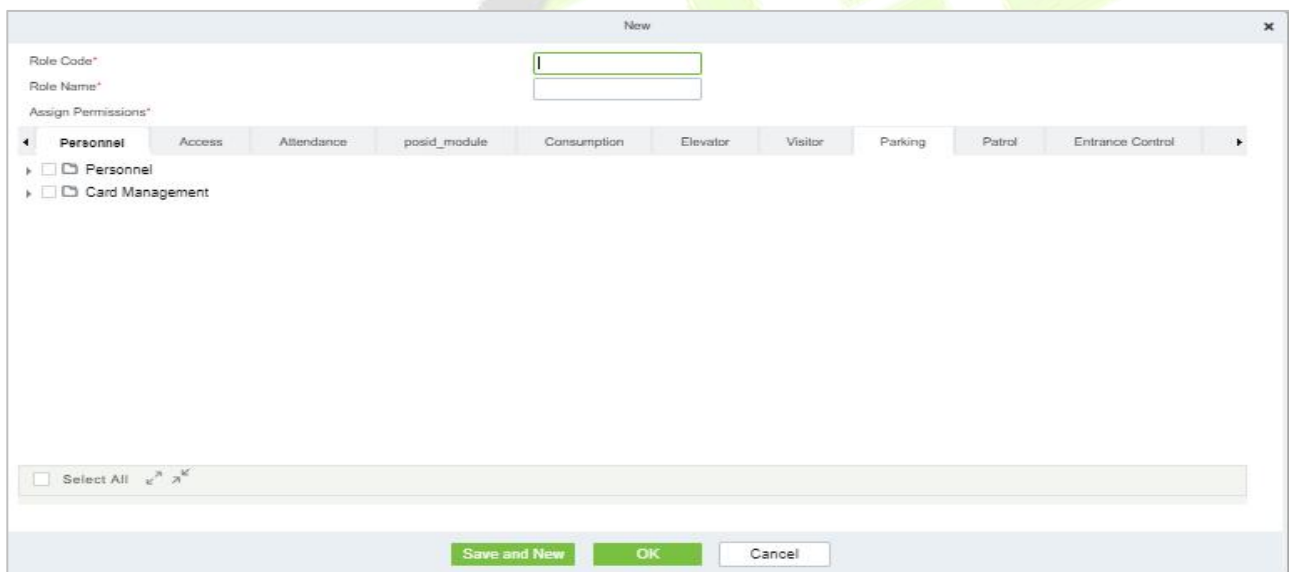 New
Role Code*
Role Name*
Assign Permissions*
Personnel Access Attendance posid_module Consumption Elevator Visitor Parking Patrol Entrance Control
Personnel
Card Management
Select All
Save and New OK Cancel